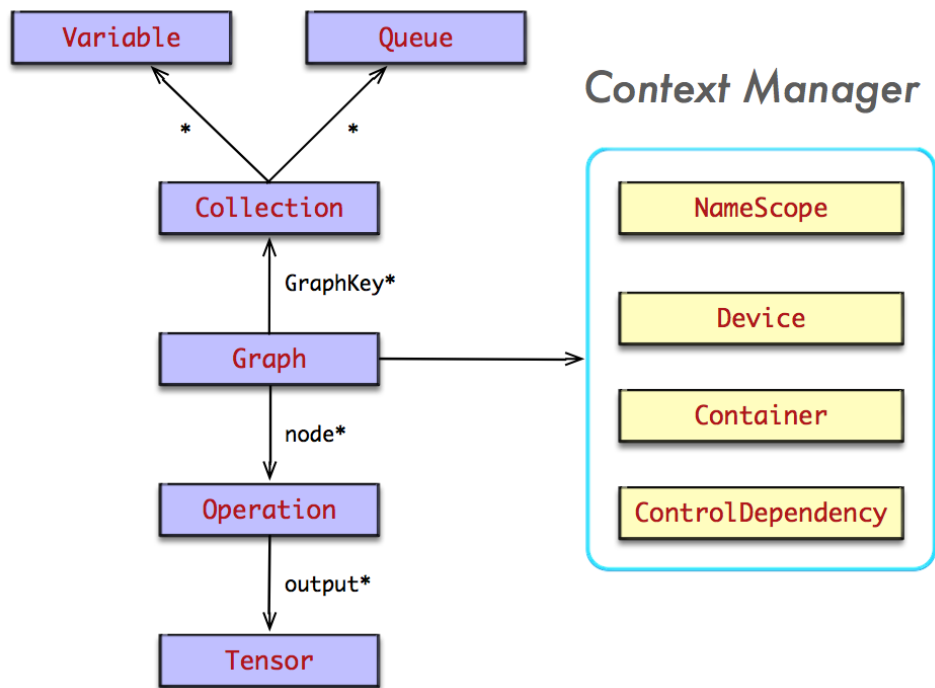 Variable
Queue
Context Manager
*
*
Collection
NameScope
GraphKey*
Device
Graph
Container
node*
Operation
ControlDependency
output*
Tensor